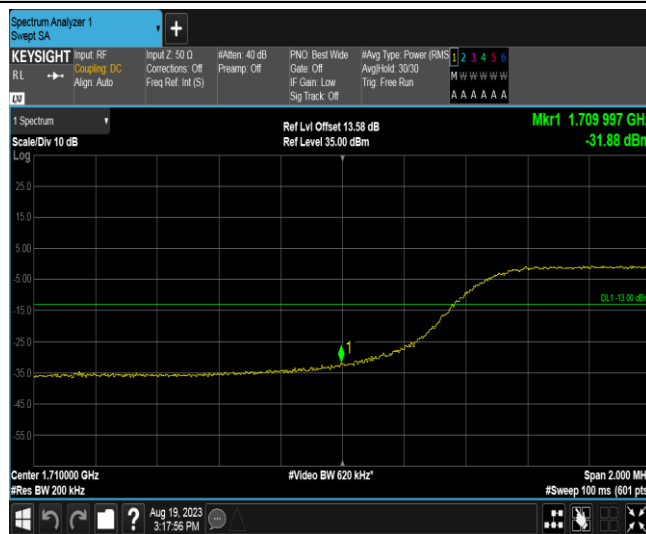 Spectrum Analyzer 1
Swept SA
+
KEYSIGHT
RL
LXI
Input: RF
Coupling: DC
Align: Auto
Input Z: 50 Ω
Corrections: Off
Freq Ref: Int (S)
#Atten: 40 dB
Preamp: Off
PNO: Best Wide
Gate: Off
IF Gain: Low
Sig Track: Off
#Avg Type: Power (RMS
Avg|Hold: 30/30
Trig: Free Run
1 2 3 4 5 6
M W W W W W
A A A A A A
1 Spectrum
Scale/Div 10 dB
Log
Ref Lvl Offset 13.58 dB
Ref Level 35.00 dBm
Mkr1 1.709 997 GHz
-31.88 dBm
25.0
15.0
5.00
-5.00
-15.0
-25.0
-35.0
-45.0
-55.0
DL1 -13.00 dBm
1
Center 1.710000 GHz
#Res BW 200 kHz
#Video BW 620 kHz*
Span 2.000 MH
#Sweep 100 ms (601 pts
?
Aug 19, 2023
3:17:56 PM